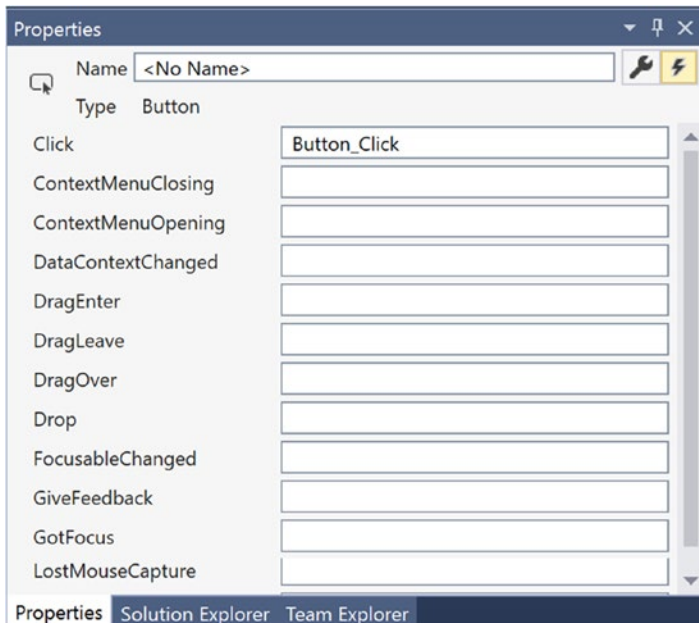 Properties
Name <No Name>
Type Button
Click Button_Click
ContextMenuClosing
ContextMenuOpening
DataContextChanged
DragEnter
DragLeave
DragOver
Drop
FocusableChanged
GiveFeedback
GotFocus
LostMouseCapture
Properties Solution Explorer Team Explorer